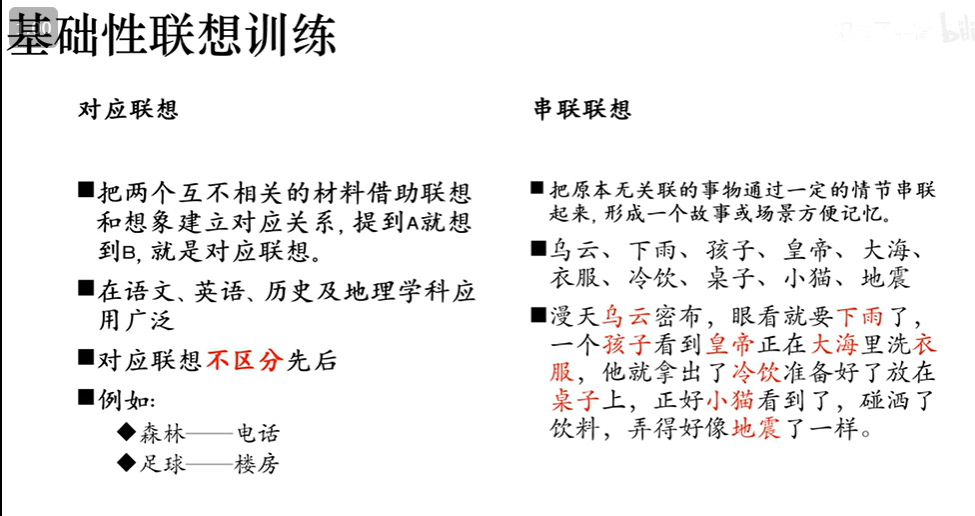 基础性联想训练
对应联想
■把两个互不相关的材料借助联想
和想象建立对应关系, 提到A就想
到B, 就是对应联想。
■在语文、英语、历史及地理学科应
用广泛
■对应联想不区分先后
■例如:
◆森林——电话
◆足球——楼房
串联联想
■把原本无关联的事物通过一定的情节串联
起来, 形成一个故事或场景方便记忆。
■乌云、下雨、孩子、皇帝、大海、
衣服、冷饮、桌子、小猫、地震
■漫天乌云密布，眼看就要下雨了，
一个孩子看到皇帝正在大海里洗衣
服，他就拿出了冷饮准备好了放在
桌子上，正好小猫看到了，碰洒了
饮料，弄得好像地震了一样。
bili